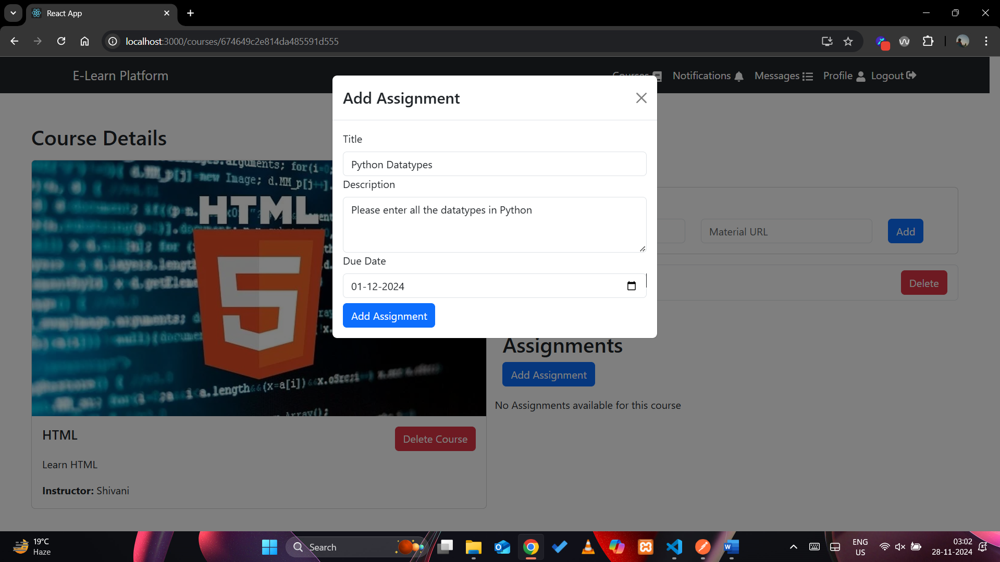 React App
localhost:3000/courses/674649c2e814da485591d555
E-Learn Platform
Courses Notifications Messages Profile Logout
Add Assignment
Title
Python Datatypes
Description
Please enter all the datatypes in Python
Due Date
01-12-2024
Add Assignment
Course Details
HTML
5
HTML
Delete Course
Learn HTML
Instructor: Shivani
Material URL
Add
Delete
Assignments
Add Assignment
No Assignments available for this course
19°C
Haze
Search
ENG
US
03:02
28-11-2024